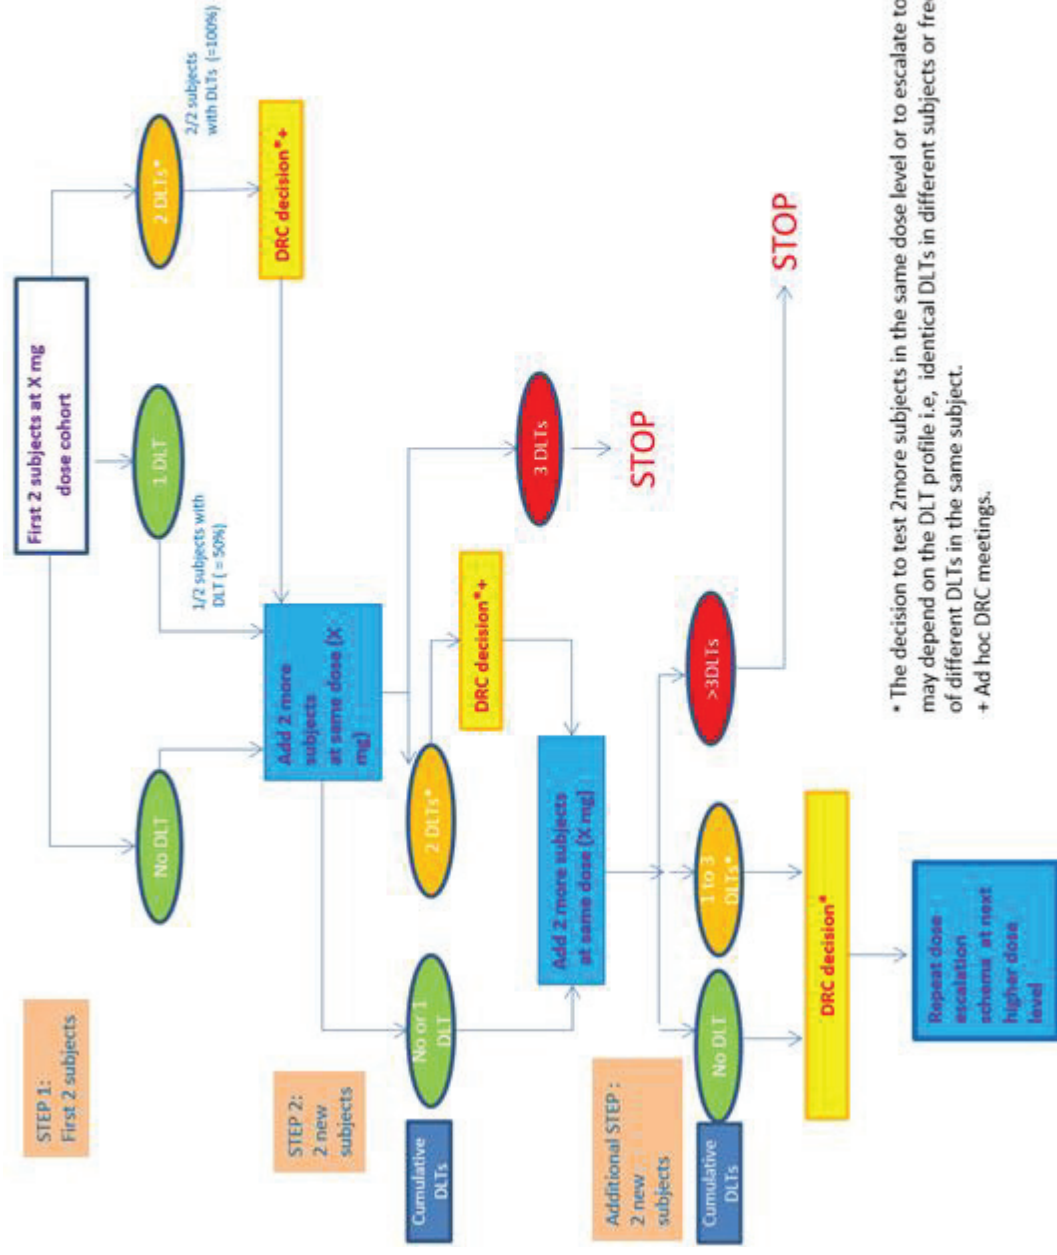 STEP 1:
First 2 subjects
First 2 subjects at X mg
dose cohort
No DLT
1 DLT
2 DLTs*
1/2 subjects with
DLT ( = 50%)
2/2 subjects
with DLTs (=100%)
DRC decision*+
STEP 2:
2 new
subjects
Add 2 more
subjects
at same dose (X
mg)
Cumulative
DLTs
No or 1
DLT
2 DLTs*
3 DLTs
DRC decision*+
STOP
Add 2 more subjects
at same dose (X mg)
Additional STEP :
2 new
subjects
Cumulative
DLTs
No DLT
1 to 3
DLTs*
>3DLTs
STOP
DRC decision*
Repeat dose
escalation
schema at next
higher dose
level
* The decision to test 2more subjects in the same dose level or to escalate to
may depend on the DLT profile i.e, identical DLTs in different subjects or
of different DLTs in the same subject.
+ Ad hoc DRC meetings.